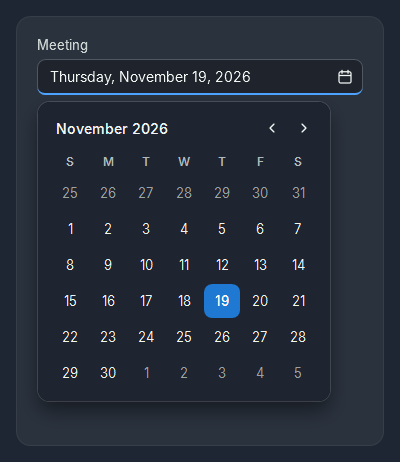 Meeting
Thursday, November 19, 2026
November 2026
S M T W T F S
25 26 27 28 29 30 31
1 2 3 4 5 6 7
8 9 10 11 12 13 14
15 16 17 18 19 20 21
22 23 24 25 26 27 28
29 30 1 2 3 4 5